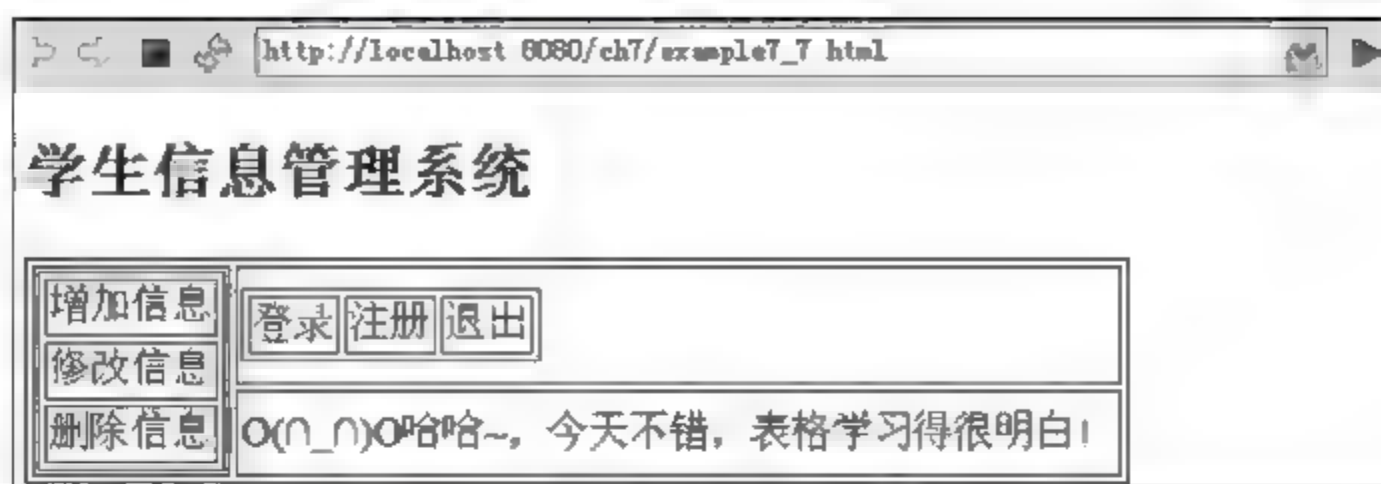 http://localhost 8080/ch7/example7_7 html
学生信息管理系统
增加信息
修改信息
删除信息
登录 注册 退出
O(∩_∩)O哈哈~，今天不错，表格学习得很明白!